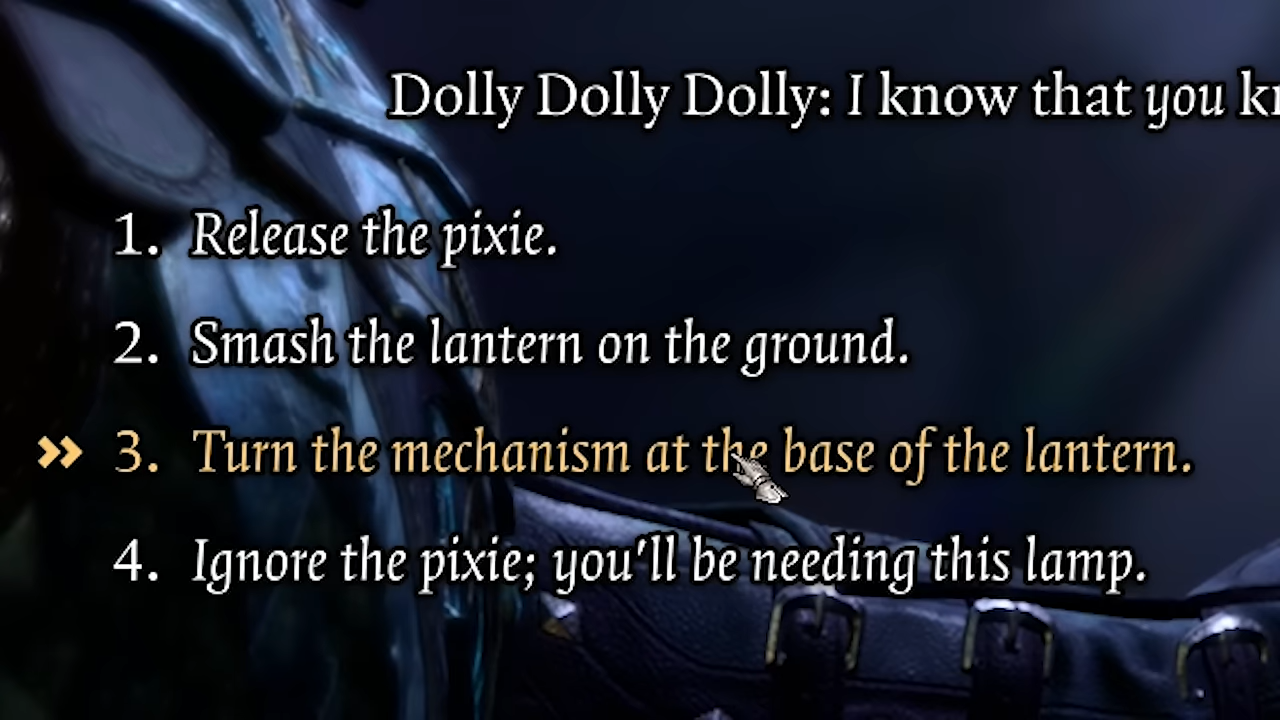 Dolly Dolly Dolly: I know that you
1. Release the pixie.
2. Smash the lantern on the ground.
3. Turn the mechanism at the base of the lantern.
4. Ignore the pixie; you'll be needing this lamp.